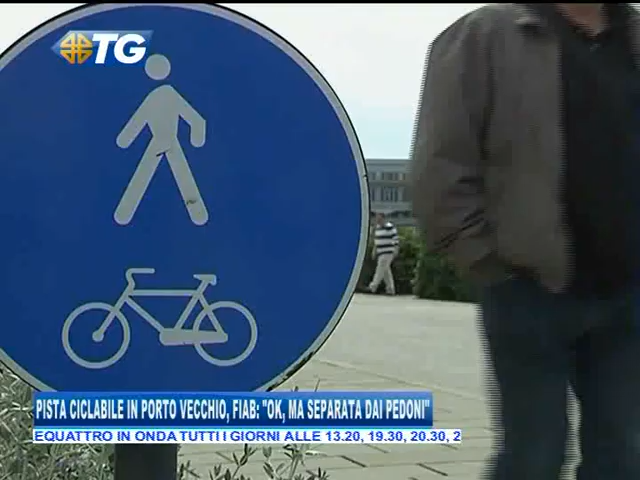 TG
PISTA CICLABILE IN PORTO VECCHIO, FIAB: "OK, MA SEPARATA DAI PEDONI"
EQUATTRO IN ONDA TUTTI I GIORNI ALLE 13.20, 19.30, 20.30, 2